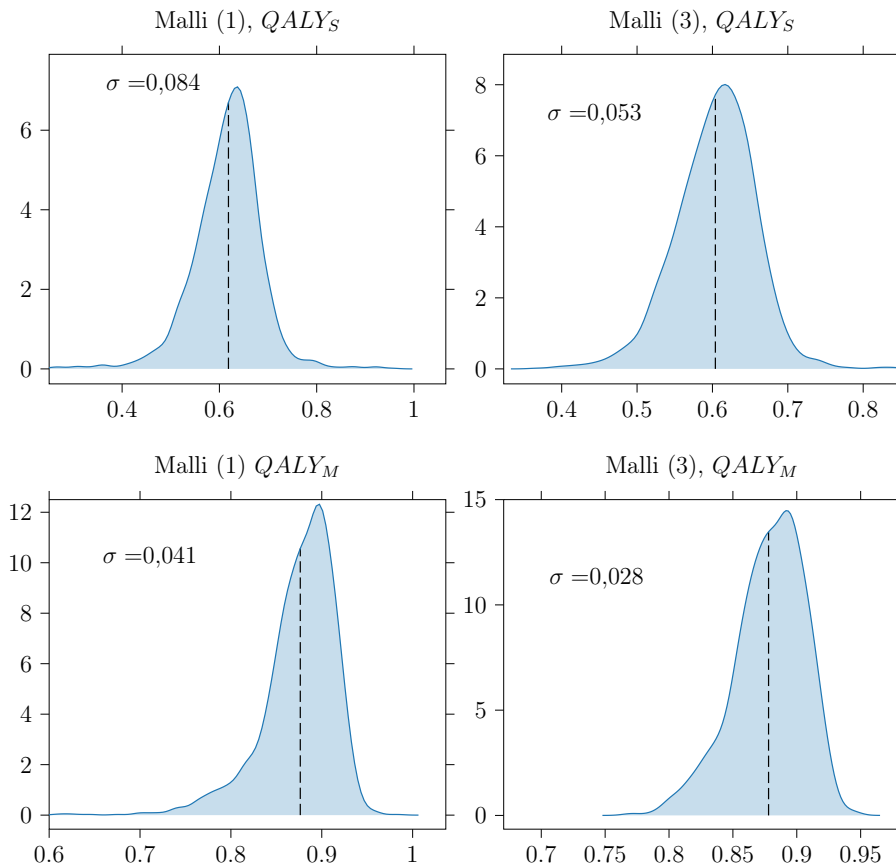 Malli (1), QALY_S
σ =0,084
0
2
4
6
0.4 0.6 0.8 1
Malli (3), QALY_S
σ =0,053
0
2
4
6
8
0.4 0.5 0.6 0.7 0.8
Malli (1) QALY_M
σ =0,041
0
2
4
6
8
10
12
0.6 0.7 0.8 0.9 1
Malli (3), QALY_M
σ =0,028
0
5
10
15
0.7 0.75 0.8 0.85 0.9 0.95